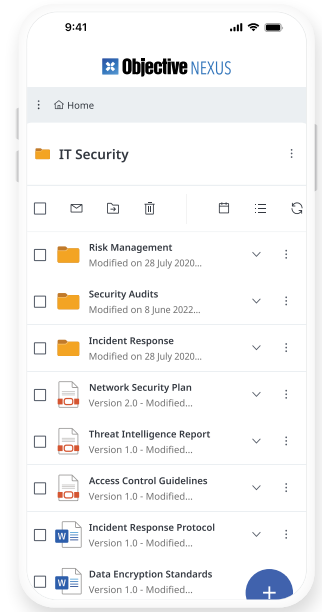 9:41
Objective NEXUS
Home
IT Security
Risk Management
Modified on 28 July 2020...
Security Audits
Modified on 8 June 2022...
Incident Response
Modified on 28 July 2020...
Network Security Plan
Version 2.0 - Modified...
Threat Intelligence Report
Version 1.0 - Modified...
Access Control Guidelines
Version 1.0 - Modified...
Incident Response Protocol
W
Version 1.0 - Modified...
Data Encryption Standards
W
Version 1.0 - Modified...
+